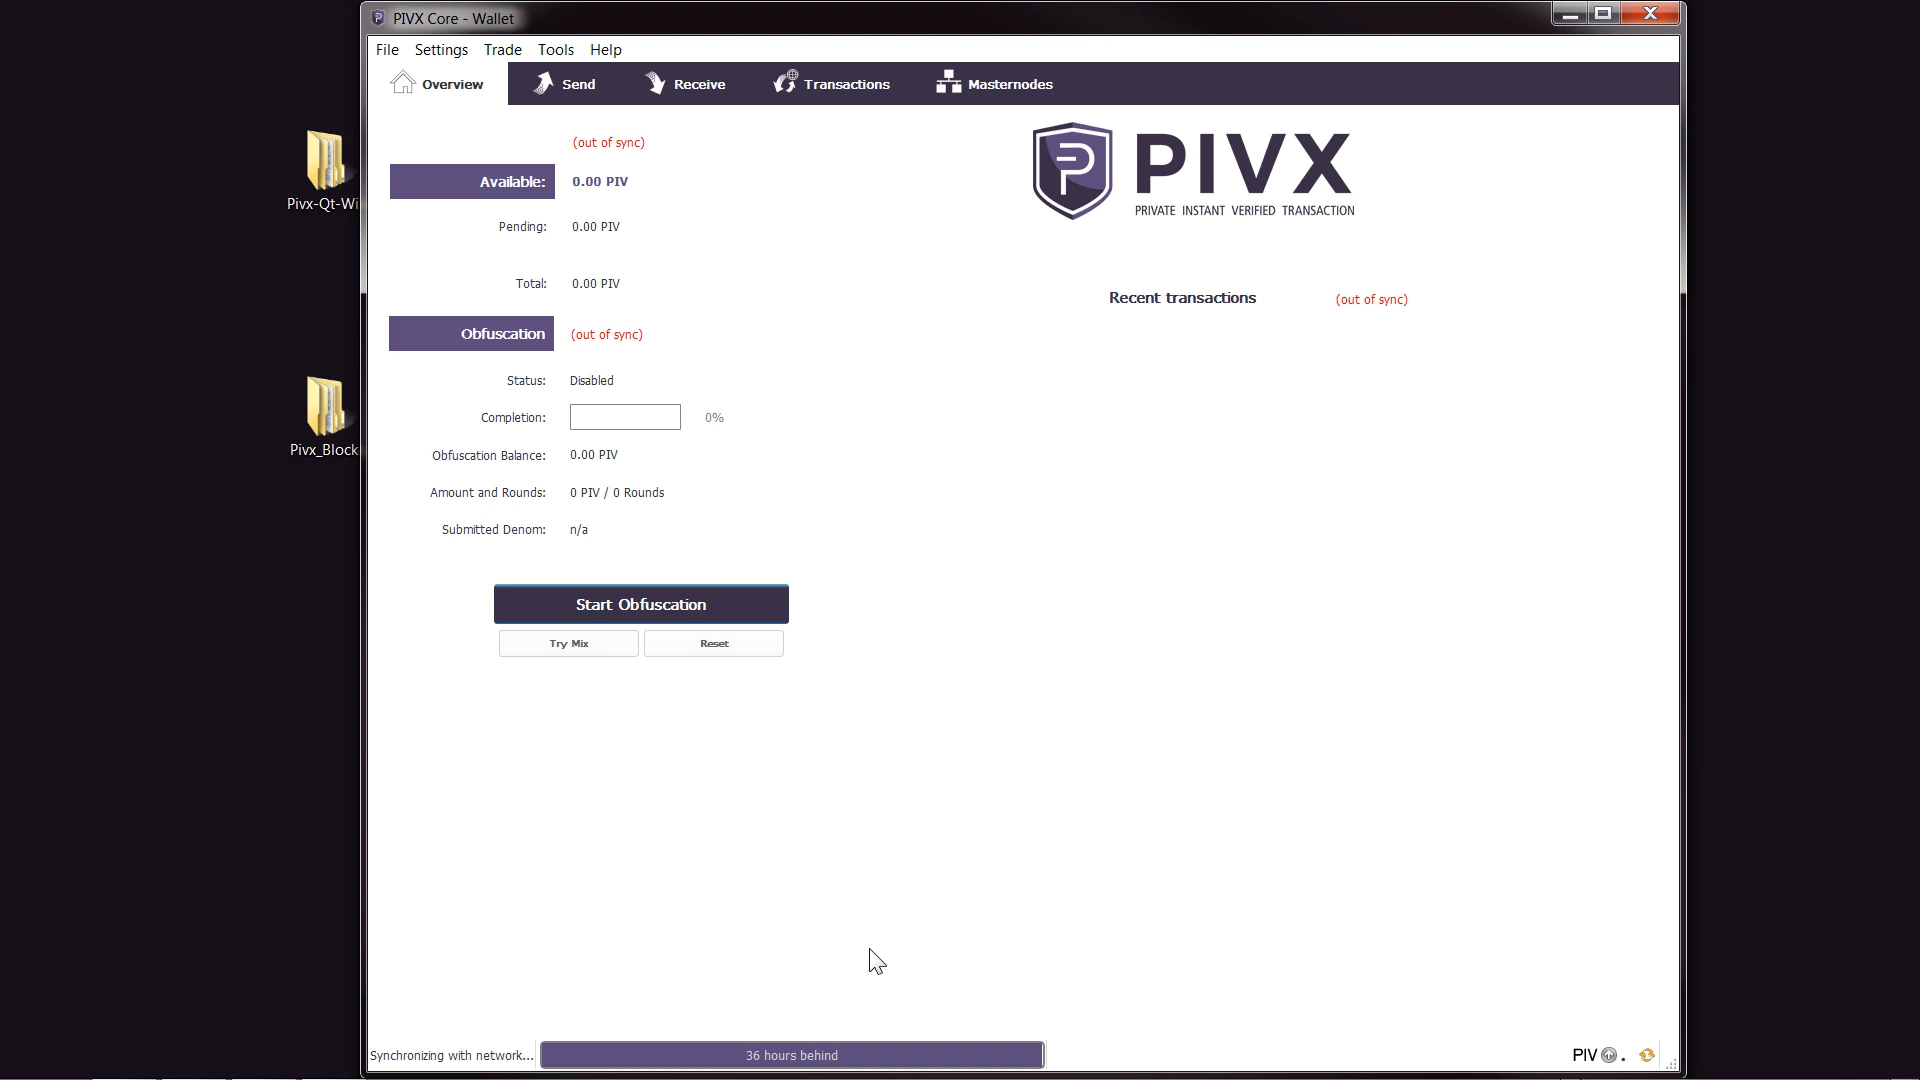 PIVX Core - Wallet
File Settings Trade Tools Help
Overview Send Receive Transactions Masternodes
(out of sync)
Available: 0.00 PIV
Pending: 0.00 PIV
Total: 0.00 PIV
Obfuscation (out of sync)
Status: Disabled
Completion: 0%
Obfuscation Balance: 0.00 PIV
Amount and Rounds: 0 PIV / 0 Rounds
Submitted Denom: n/a
Start Obfuscation
Try Mix Reset
PIVX
PRIVATE INSTANT VERIFIED TRANSACTION
Recent transactions (out of sync)
Pivx-Qt-Wi
Pivx_Block
Synchronizing with network... 36 hours behind PIV